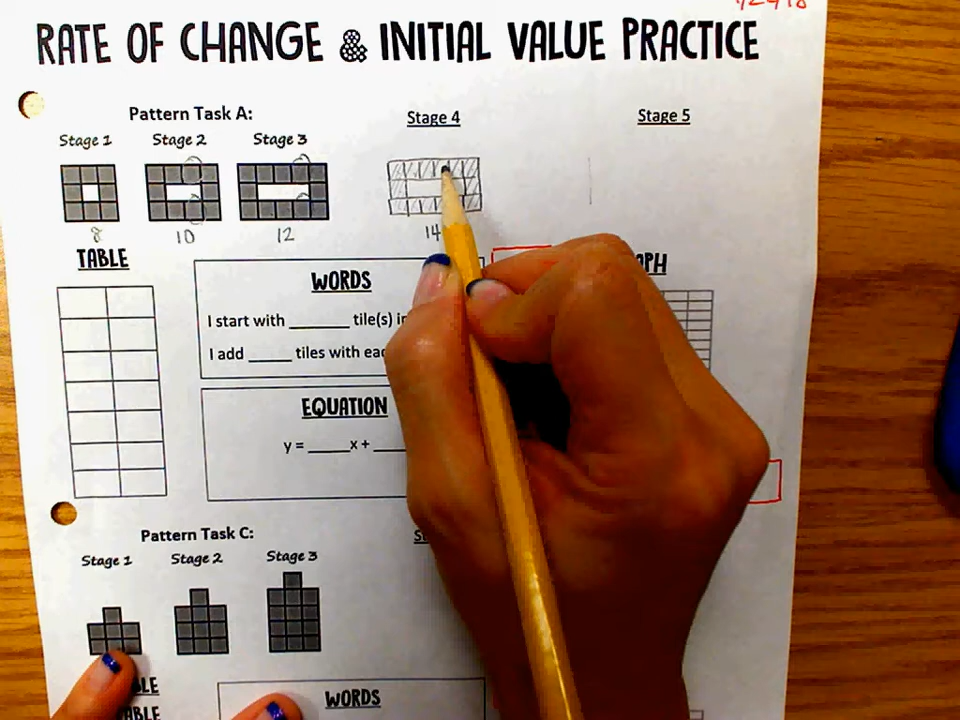 RATE OF CHANGE & INITIAL VALUE PRACTICE
Pattern Task A:
Stage 4
Stage 5
Stage 1
Stage 2
Stage 3
8
10
12
14
TABLE
WORDS
I start with _______ tile(s)
I add _____ tiles with
EQUATION
y = _____x + ____
Pattern Task C:
Stage 1
Stage 2
Stage 3
WORDS